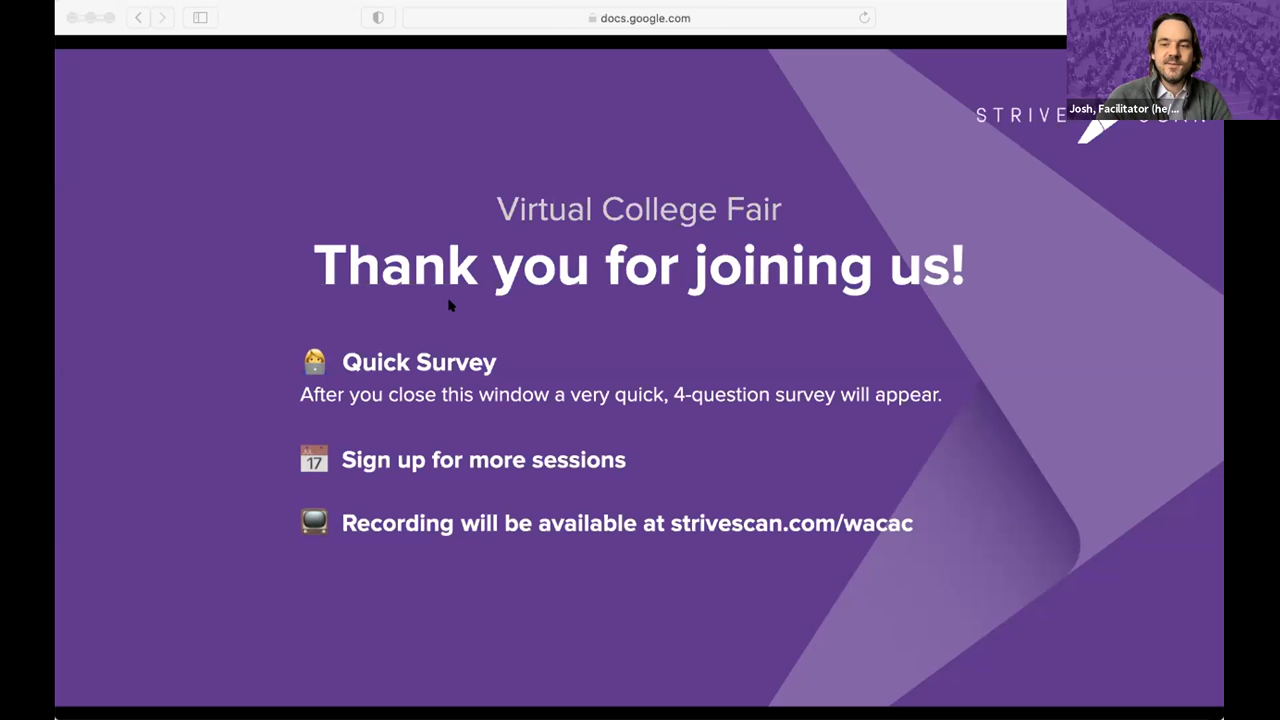 docs.google.com
Josh, Facilitator (he/...
STRIVE
Virtual College Fair
Thank you for joining us!
Quick Survey
After you close this window a very quick, 4-question survey will appear.
17
Sign up for more sessions
Recording will be available at strivescan.com/wacac